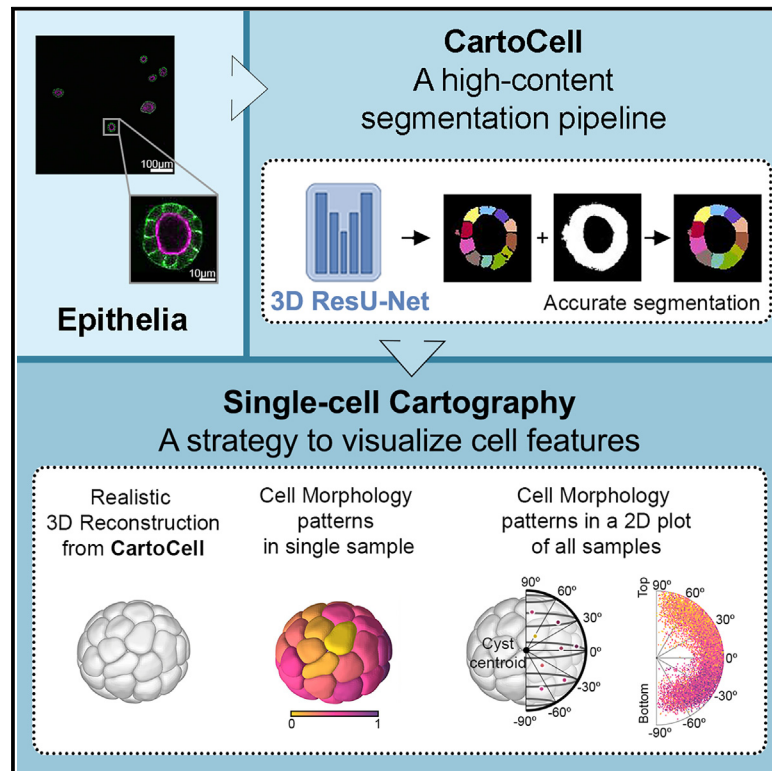 100µm
10µm
Epithelia
CartoCell
A high-content
segmentation pipeline
3D ResU-Net
+
Accurate segmentation
Single-cell Cartography
A strategy to visualize cell features
Realistic
3D Reconstruction
from CartoCell
Cell Morphology
patterns
in single sample
0 1
Cell Morphology
patterns in a 2D plot
of all samples
90º
60º
30º
0º
-30º
-60º
-90º
Cyst
centroid
Top
Bottom
90º
60º
30º
0º
-30º
-60º
-90º